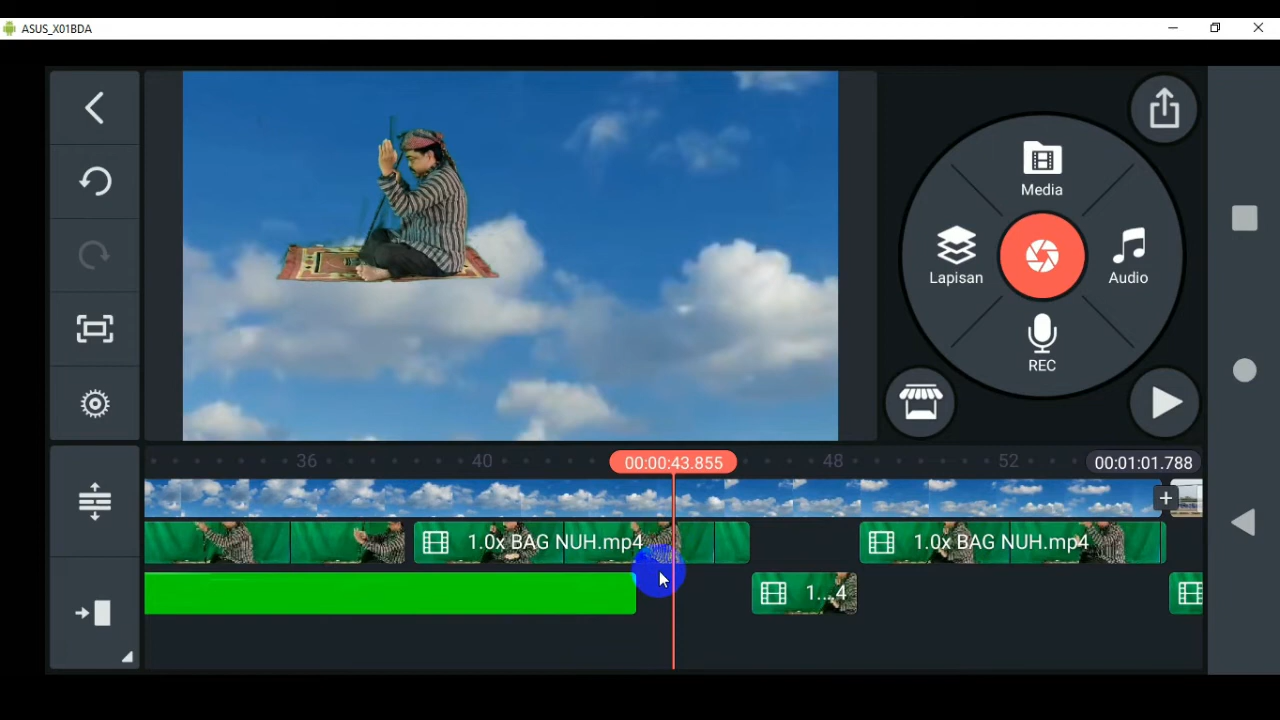 ASUS_X01BDA
Media
Lapisan
Audio
REC
36
40
00:00:43.855
48
52
00:01:01.788
1.0x BAG NUH.mp4
1.0x BAG NUH.mp4
1...4